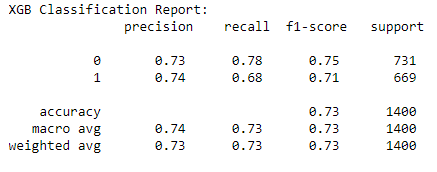 XGB Classification Report:
precision recall f1-score support
0 0.73 0.78 0.75 731
1 0.74 0.68 0.71 669
accuracy 0.73 1400
macro avg 0.74 0.73 0.73 1400
weighted avg 0.73 0.73 0.73 1400